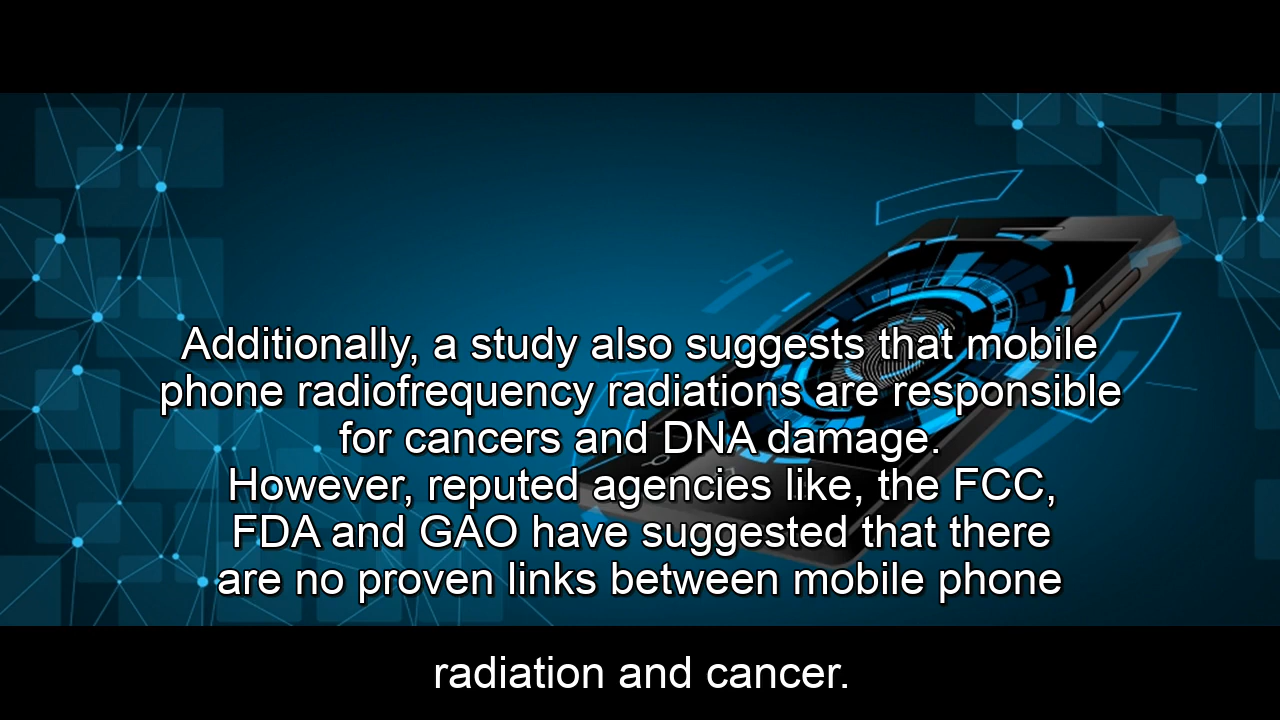 Additionally, a study also suggests that mobile
phone radiofrequency radiations are responsible
for cancers and DNA damage.
However, reputed agencies like, the FCC,
FDA and GAO have suggested that there
are no proven links between mobile phone
radiation and cancer.